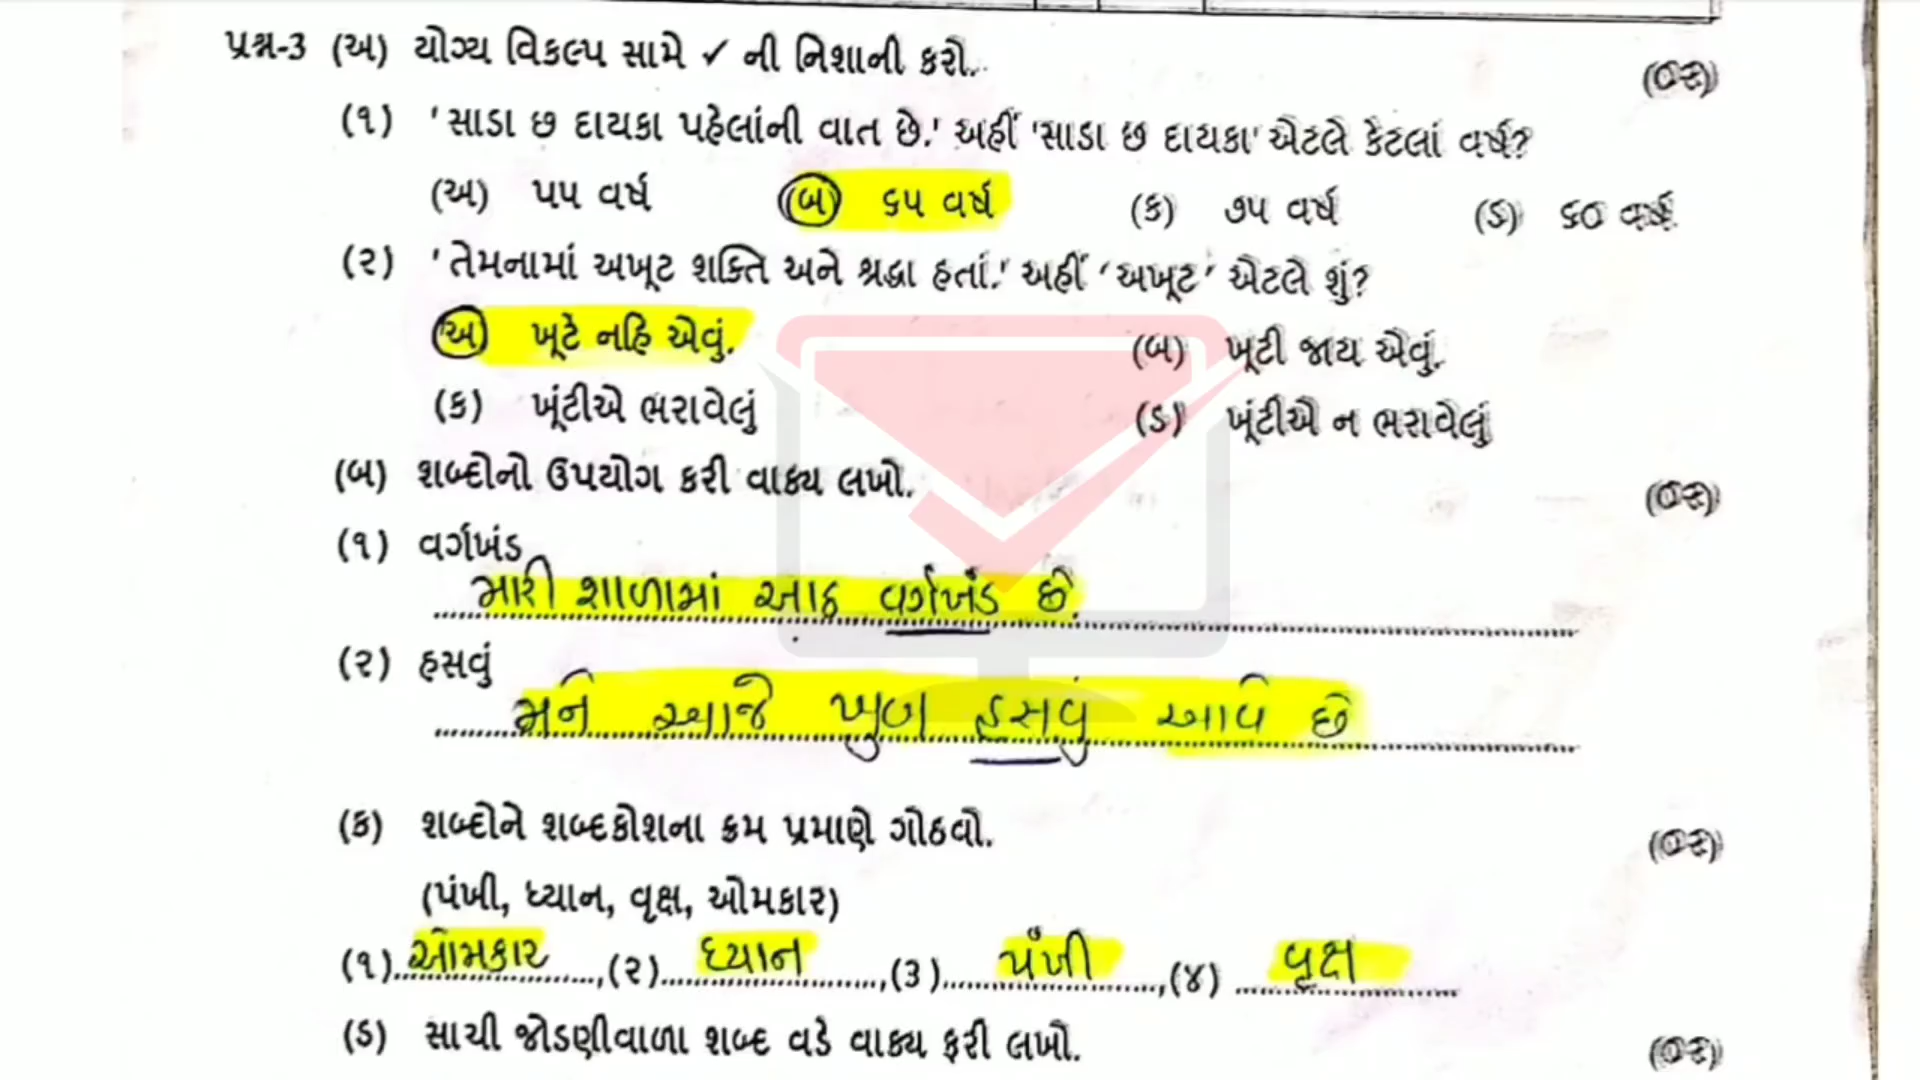 પ્રશ્ન-3 (અ) યોગ્ય વિકલ્પ સામે ✓ ની નિશાની કરો. (૦૨)
(૧) 'સાડા છ દાયકા પહેલાંની વાત છે.' અહીં 'સાડા છ દાયકા' એટલે કેટલાં વર્ષ?
(અ) ૫૫ વર્ષ (બ) ૬૫ વર્ષ (ક) ૭૫ વર્ષ (ડ) ૬૦ વર્ષ
(૨) 'તેમનામાં અખૂટ શક્તિ અને શ્રદ્ધા હતાં.' અહીં 'અખૂટ' એટલે શું?
(અ) ખૂટે નહિ એવું. (બ) ખૂટી જાય એવું.
(ક) ખૂંટીએ ભરાવેલું (ડ) ખૂંટીએ ન ભરાવેલું
(બ) શબ્દોનો ઉપયોગ કરી વાક્ય લખો. (૦૨)
(૧) વર્ગખંડ
મારી શાળામાં આઠ વર્ગખંડ છે.
(૨) હસવું
મને આજે ખુબ હસવું આવે છે
(ક) શબ્દોને શબ્દકોશના ક્રમ પ્રમાણે ગોઠવો. (૦૨)
(પંખી, ધ્યાન, વૃક્ષ, ઓમકાર)
(૧) ઓમકાર ,(૨) ધ્યાન ,(૩) પંખી ,(૪) વૃક્ષ
(ડ) સાચી જોડણીવાળા શબ્દ વડે વાક્ય ફરી લખો. (૦૨)